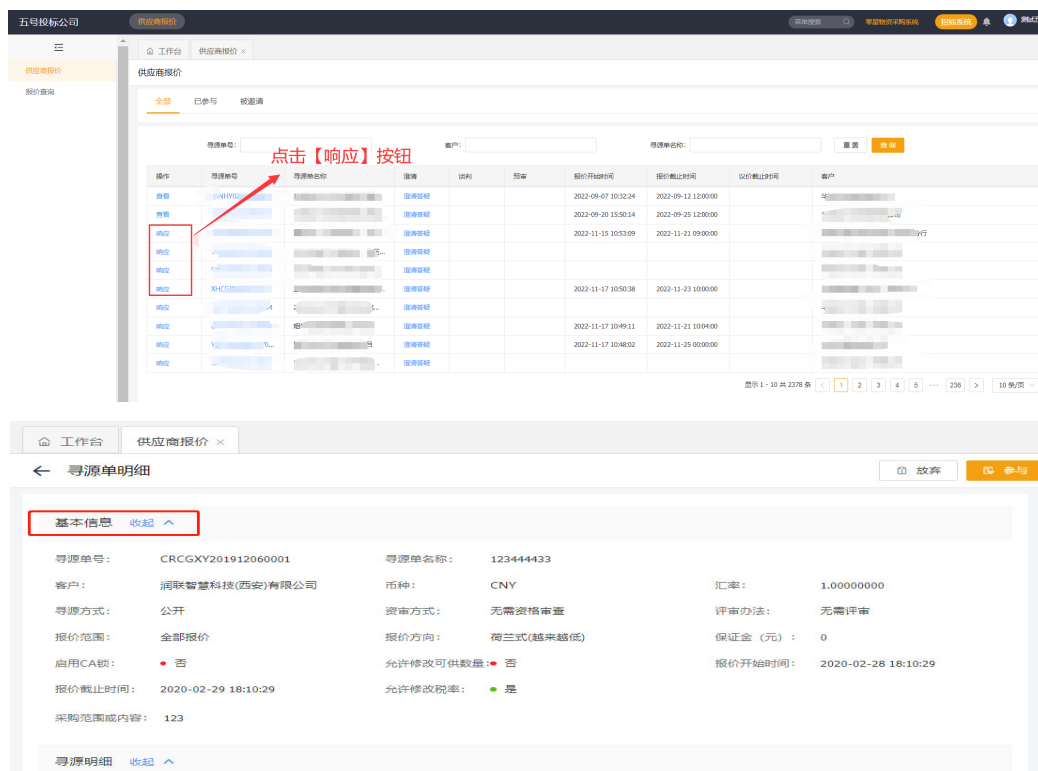 五号投标公司 供应商报价 菜单搜索 零星物资采购系统 招标系统
工作台 供应商报价 ×
供应商报价
供应商报价
报价查询
全部 已参与 被邀请
寻源单号: 客户: 寻源单名称: 重置 查询
点击【响应】按钮
操作 寻源单号 寻源单名称 澄清 谈判 预审 报价开始时间 报价截止时间 议价截止时间 客户
查看 澄清答疑 2022-09-07 10:32:24 2022-09-12 12:00:00
查看 澄清答疑 2022-09-20 15:50:14 2022-09-25 12:00:00
响应 澄清答疑 2022-11-15 10:53:09 2022-11-21 09:00:00 分行
响应 澄清答疑
响应 澄清答疑
响应 澄清答疑 2022-11-17 10:50:38 2022-11-23 10:00:00
响应 澄清答疑
响应 澄清答疑 2022-11-17 10:49:11 2022-11-21 10:04:00
响应 澄清答疑 2022-11-17 10:48:02 2022-11-25 00:00:00
响应 澄清答疑
显示 1 - 10 共 2378 条 < 1 2 3 4 5 ··· 238 > 10 条/页
工作台 供应商报价 ×
← 寻源单明细 放弃 参与
基本信息 收起
寻源单号: CRCGXY201912060001 寻源单名称: 123444433
客户: 润联智慧科技(西安)有限公司 币种: CNY 汇率: 1.00000000
寻源方式: 公开 资审方式: 无需资格审查 评审办法: 无需评审
报价范围: 全部报价 报价方向: 荷兰式(越来越低) 保证金（元）: 0
启用CA锁: 否 允许修改可供数量: 否 报价开始时间: 2020-02-28 18:10:29
报价截止时间: 2020-02-29 18:10:29 允许修改税率: 是
采购范围或内容: 123
寻源明细 收起